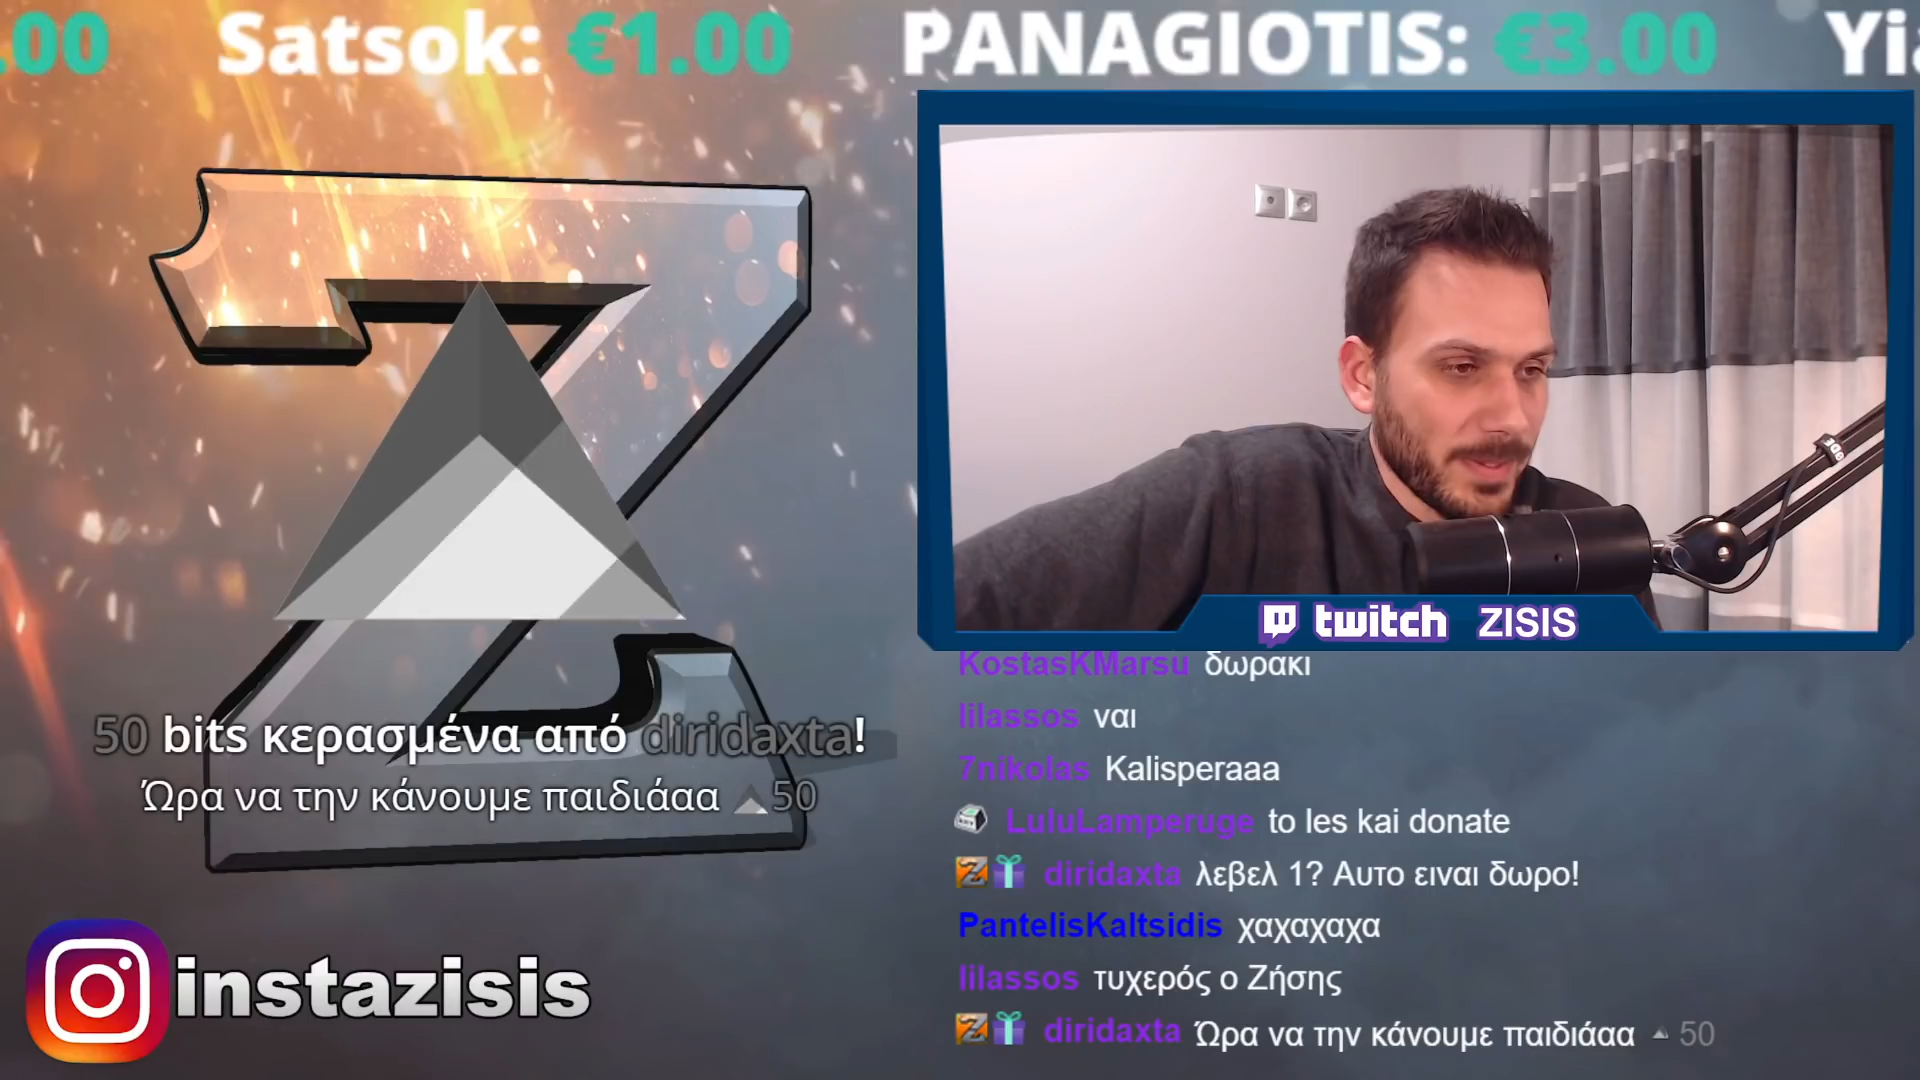 .00 Satsok: €1.00 PANAGIOTIS: €3.00 Yi
twitch ZISIS
50 bits κερασμένα από diridaxta!
Ώρα να την κάνουμε παιδιάαα 50
instazisis
KostasKMarsu δωρακι
lilassos ναι
7nikolas Kalisperaaa
LuluLamperuge to les kai donate
diridaxta λεβελ 1? Αυτο ειναι δωρο!
PantelisKaltsidis χαχαχαχα
lilassos τυχερός ο Ζήσης
diridaxta Ώρα να την κάνουμε παιδιάαα 50